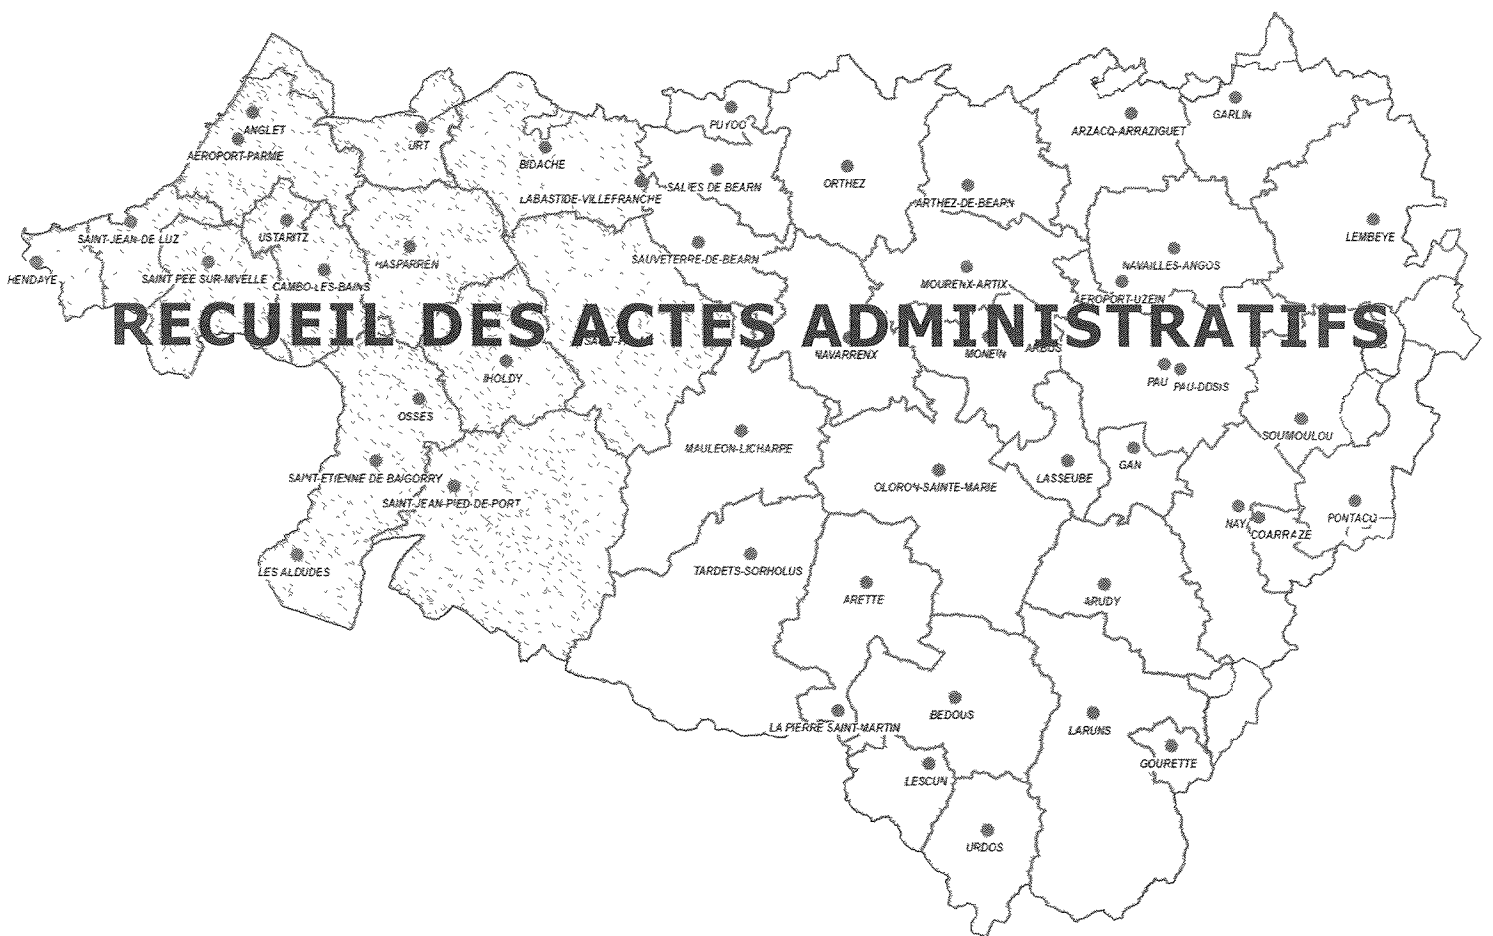 GARLIN
PUYOO
ANGLET
ARZACQ-ARRAZIGUET
URT
AEROPORT-PARME
BIDACHE
ORTHEZ
SALIES DE BEARN
LABASTIDE-VILLEFRANCHE
ARTHEZ-DE-BEARN
SAINT-JEAN-DE LUZ
USTARITZ
LEMBEYE
SAUVETERRE-DE-BEARN
HASPARREN
NAVAILLES-ANGOS
HENDAYE
SAINT PEE SUR-NIVELLE
CAMBO-LES-BAINS
MOURENX-ARTIX
AEROPORT-UZEIN
RECUEIL DES ACTES ADMINISTRATIFS
NAVARRENX
MONEIN
ARBUS
IHOLDY
PAU
PAU-DDSIS
OSSES
SOUMOULOU
MAULEON-LICHARPE
GAN
SAINT-ETIENNE DE BAIGORRY
LASSEUBE
OLORON-SAINTE-MARIE
SAINT-JEAN-PIED-DE-PORT
NAY
COARRAZE
PONTACQ
LES ALDUDES
TARDETS-SORHOLUS
ARETTE
ARUDY
BEDOUS
LA PIERRE SAINT-MARTIN
LARUNS
GOURETTE
LESCUN
URDOS